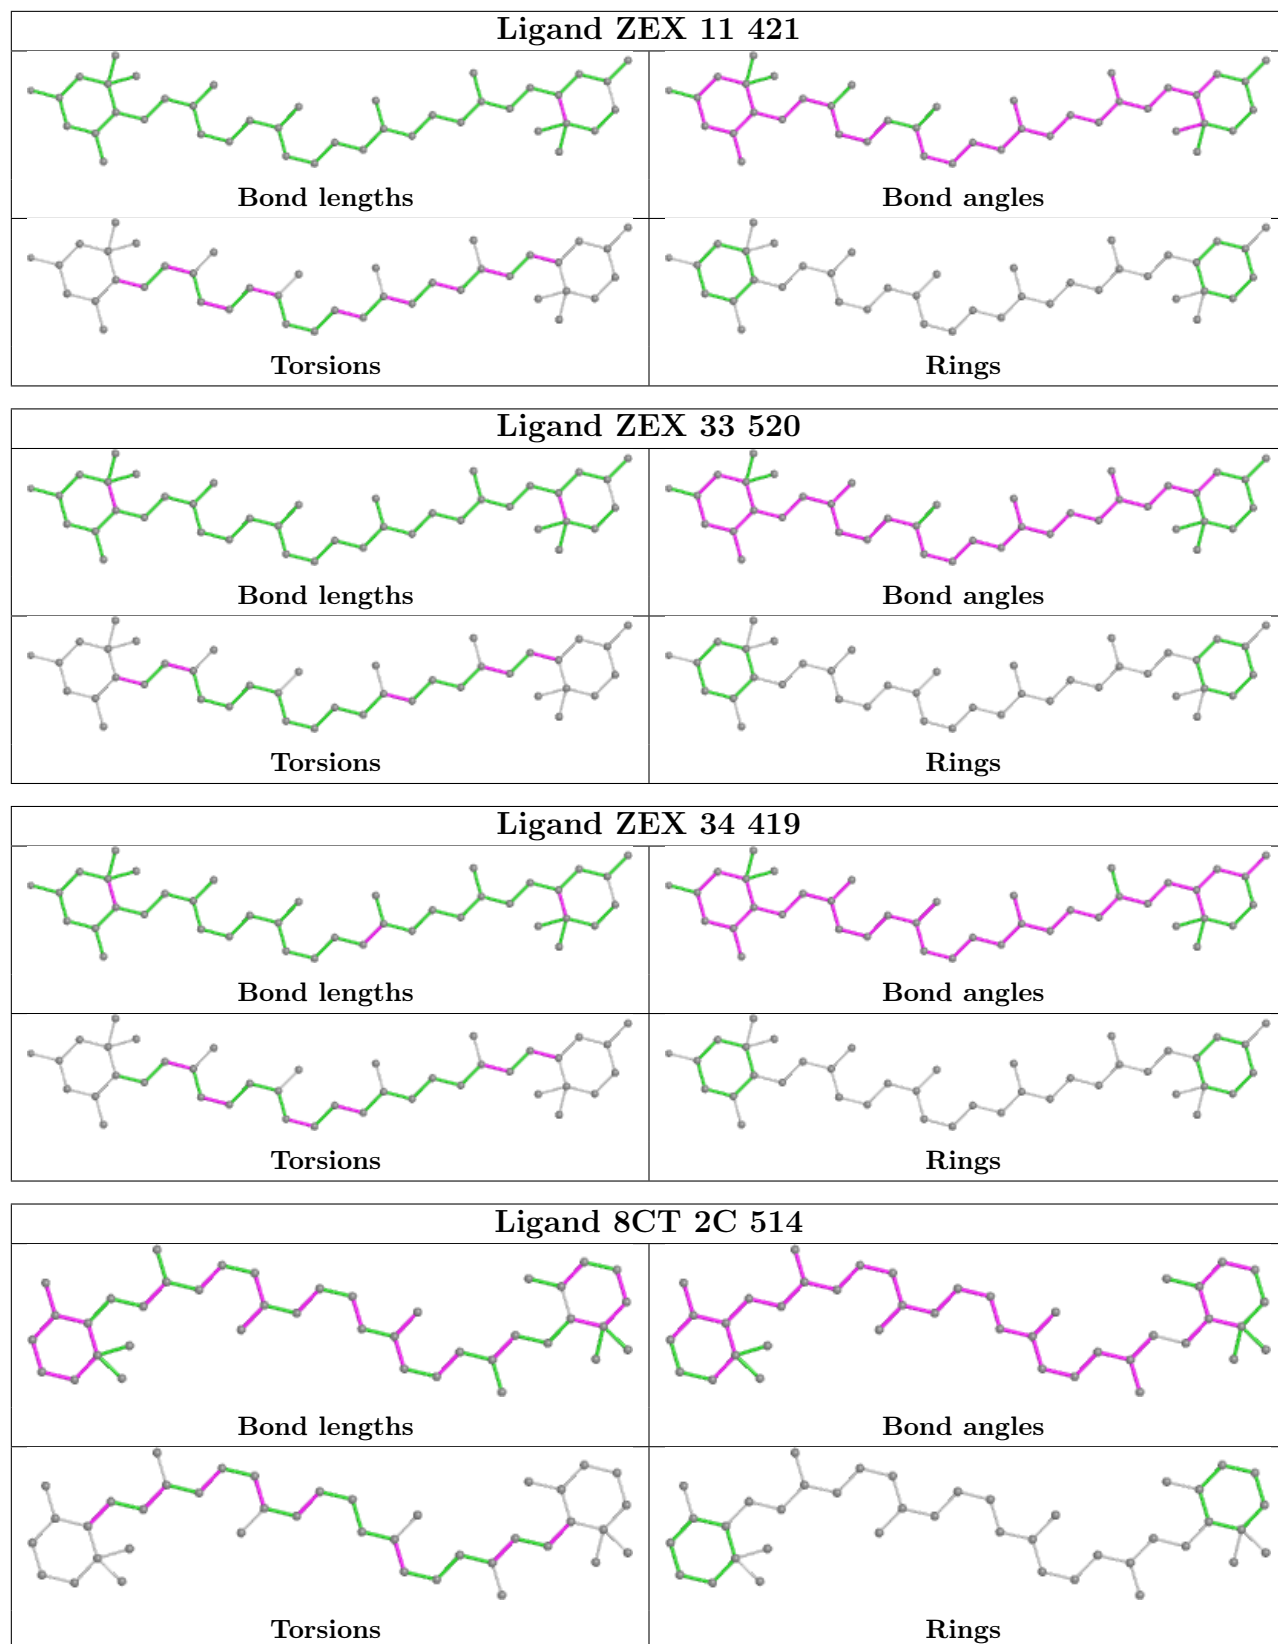 Ligand ZEX 11 421
Bond lengths
Bond angles
Torsions
Rings
Ligand ZEX 33 520
Bond lengths
Bond angles
Torsions
Rings
Ligand ZEX 34 419
Bond lengths
Bond angles
Torsions
Rings
Ligand 8CT 2C 514
Bond lengths
Bond angles
Torsions
Rings